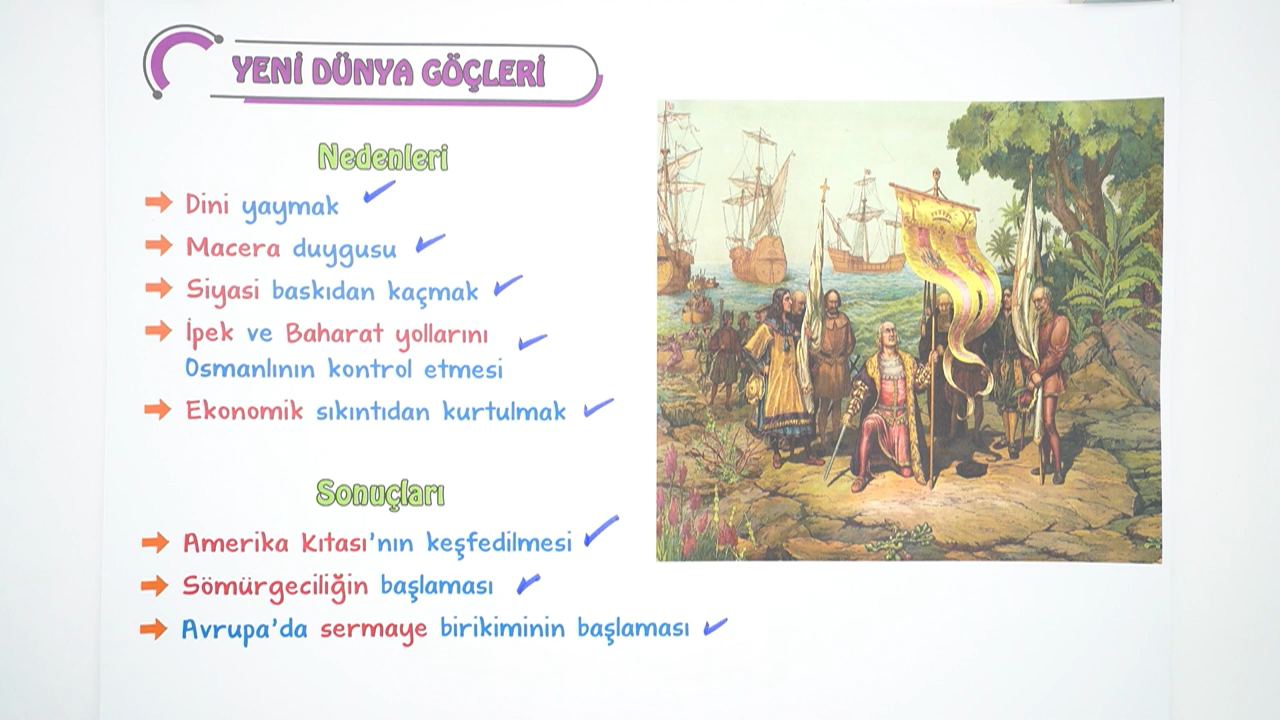 YENİ DÜNYA GÖÇLERİ
Nedenleri
Dini yaymak
Macera duygusu
Siyasi baskıdan kaçmak
İpek ve Baharat yollarını
Osmanlının kontrol etmesi
Ekonomik sıkıntıdan kurtulmak
Sonuçları
Amerika Kıtası'nın keşfedilmesi
Sömürgeciliğin başlaması
Avrupa'da sermaye birikiminin başlaması